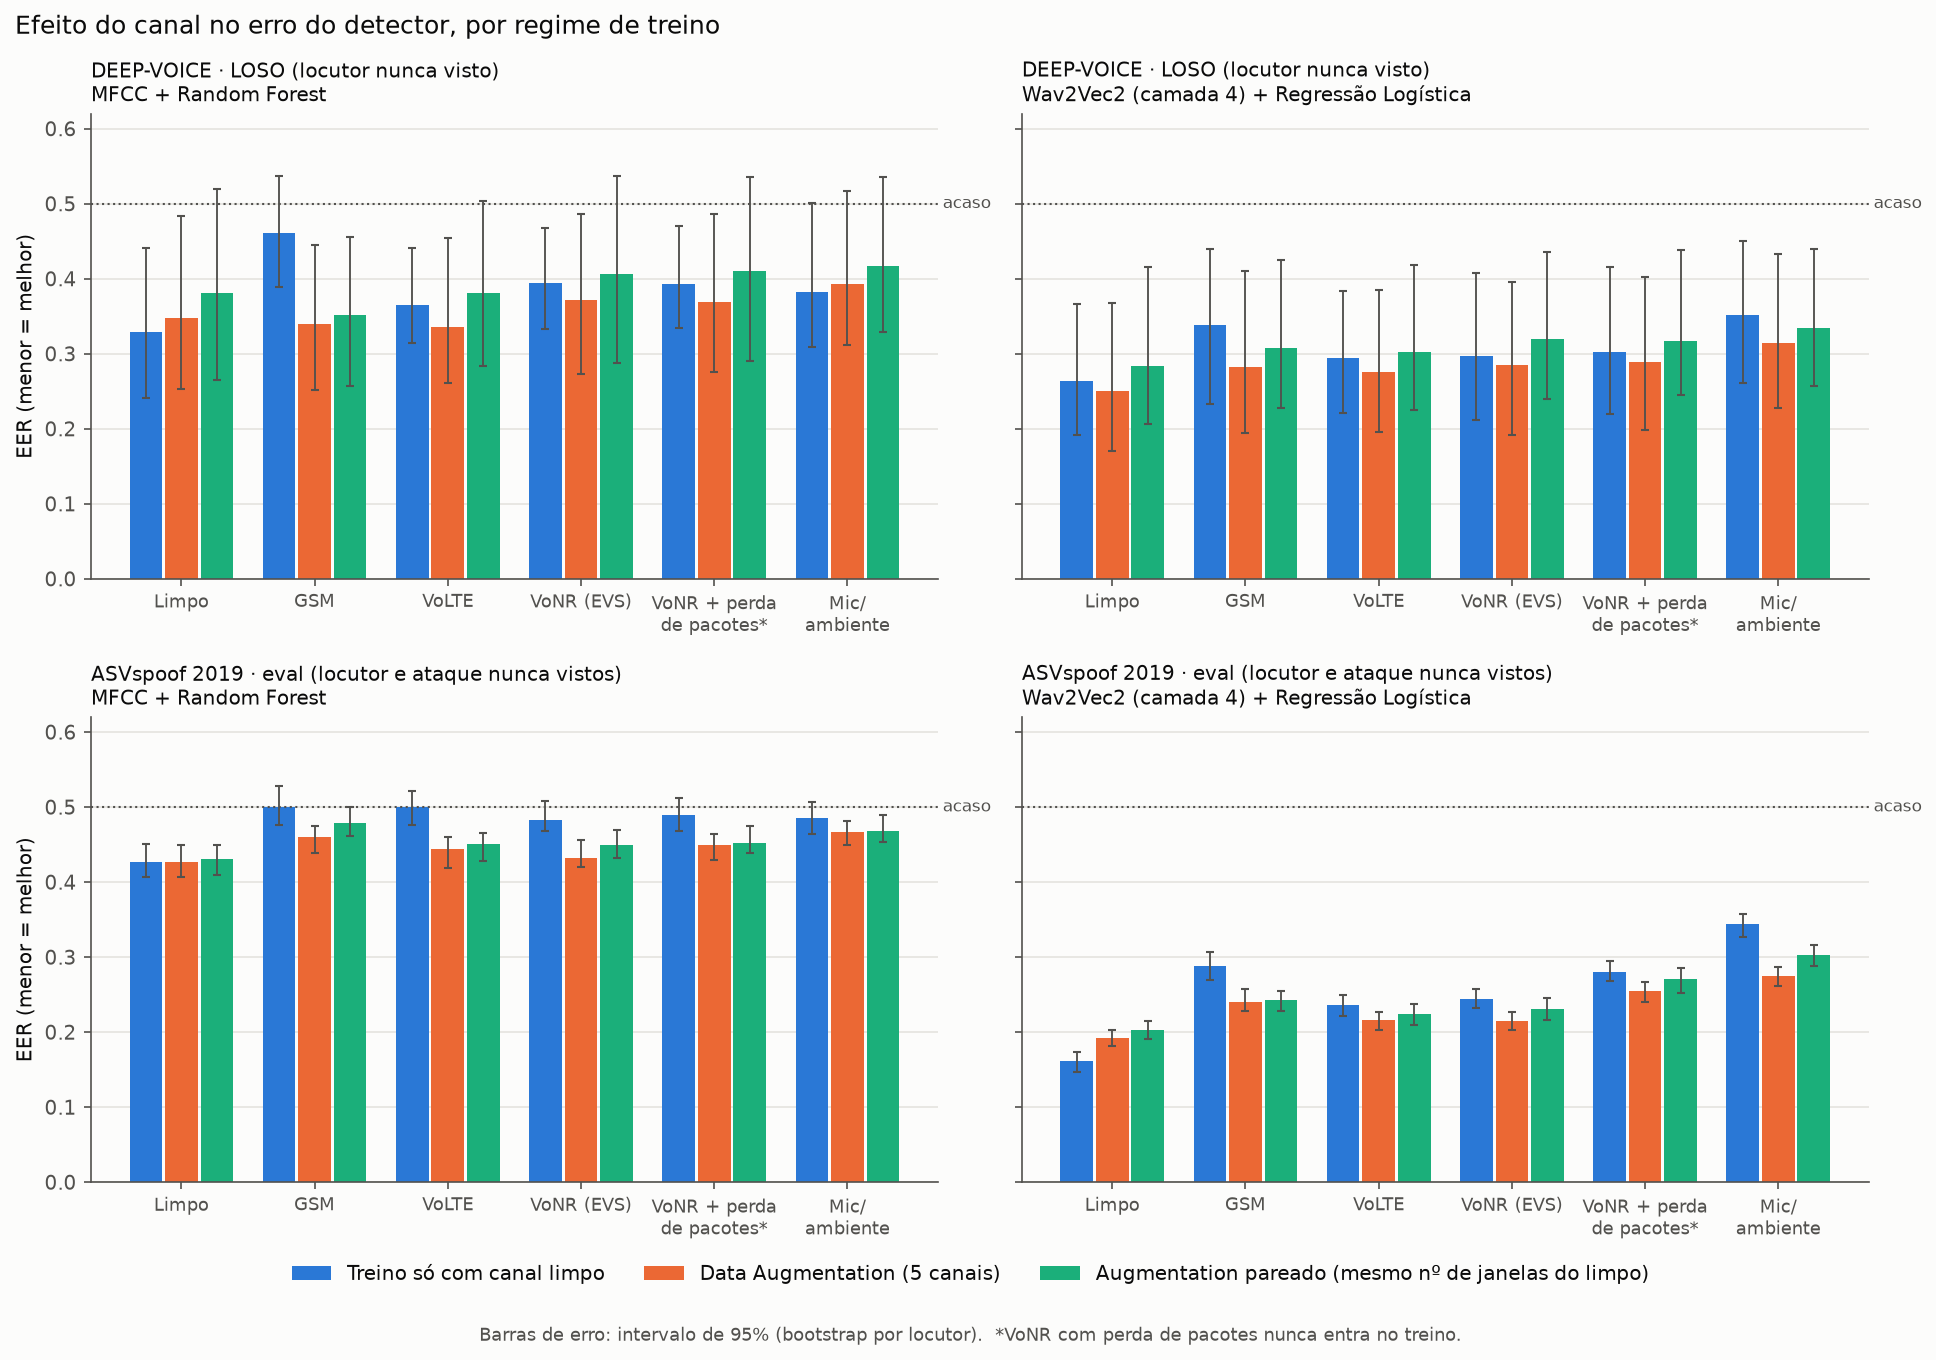 Efeito do canal no erro do detector, por regime de treino
DEEP-VOICE · LOSO (locutor nunca visto)
MFCC + Random Forest
EER (menor = melhor)
0.6
0.5
0.4
0.3
0.2
0.1
0.0
acaso
Limpo
GSM
VoLTE
VoNR (EVS)
VoNR + perda
de pacotes*
Mic/
ambiente
DEEP-VOICE · LOSO (locutor nunca visto)
Wav2Vec2 (camada 4) + Regressão Logística
acaso
Limpo
GSM
VoLTE
VoNR (EVS)
VoNR + perda
de pacotes*
Mic/
ambiente
ASVspoof 2019 · eval (locutor e ataque nunca vistos)
MFCC + Random Forest
EER (menor = melhor)
0.6
0.5
0.4
0.3
0.2
0.1
0.0
acaso
Limpo
GSM
VoLTE
VoNR (EVS)
VoNR + perda
de pacotes*
Mic/
ambiente
ASVspoof 2019 · eval (locutor e ataque nunca vistos)
Wav2Vec2 (camada 4) + Regressão Logística
acaso
Limpo
GSM
VoLTE
VoNR (EVS)
VoNR + perda
de pacotes*
Mic/
ambiente
Treino só com canal limpo
Data Augmentation (5 canais)
Augmentation pareado (mesmo nº de janelas do limpo)
Barras de erro: intervalo de 95% (bootstrap por locutor).  *VoNR com perda de pacotes nunca entra no treino.